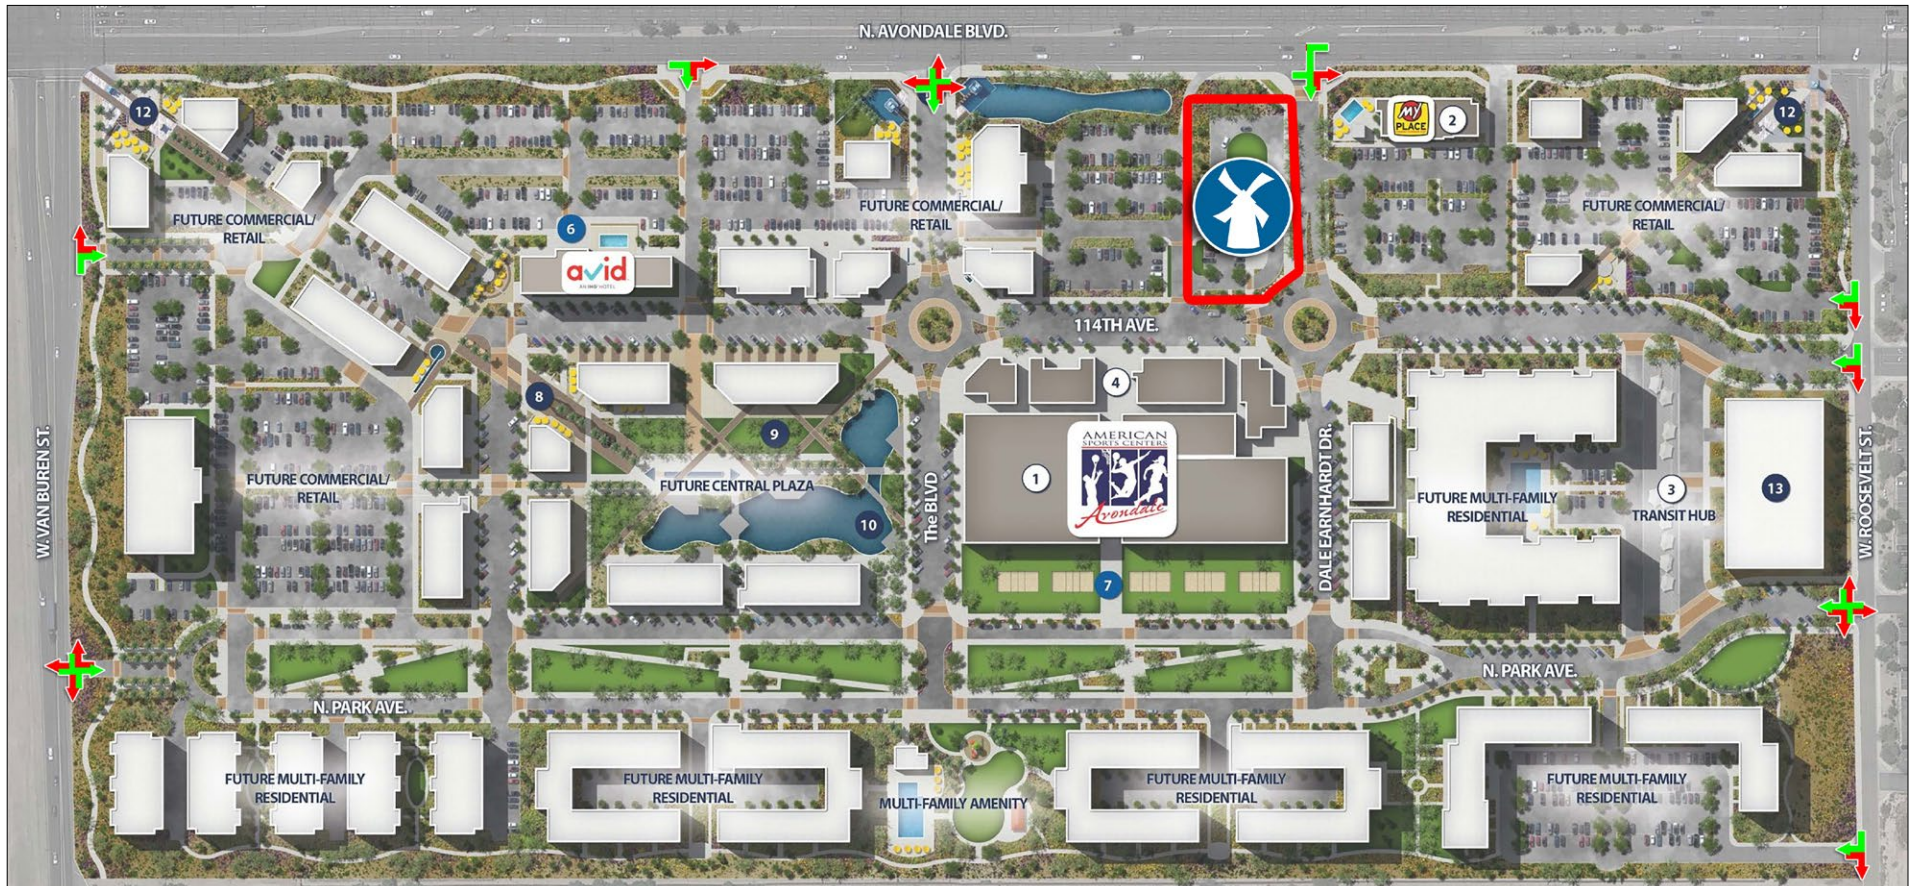 N. AVONDALE BLVD.
12
MY
PLACE
2
12
FUTURE COMMERCIAL/
RETAIL
6
avid
AN IHG HOTEL
FUTURE COMMERCIAL/
RETAIL
FUTURE COMMERCIAL/
RETAIL
114TH AVE.
8
9
4
AMERICAN
SPORTS CENTERS
Avondale
1
W. VAN BUREN ST.
FUTURE COMMERCIAL/
RETAIL
FUTURE CENTRAL PLAZA
10
The BLVD
DALE EARNHARDT DR.
FUTURE MULTI-FAMILY
RESIDENTIAL
3
TRANSIT HUB
13
W. ROOSEVELT ST.
7
N. PARK AVE.
N. PARK AVE.
FUTURE MULTI-FAMILY
RESIDENTIAL
FUTURE MULTI-FAMILY
RESIDENTIAL
MULTI-FAMILY AMENITY
FUTURE MULTI-FAMILY
RESIDENTIAL
FUTURE MULTI-FAMILY
RESIDENTIAL